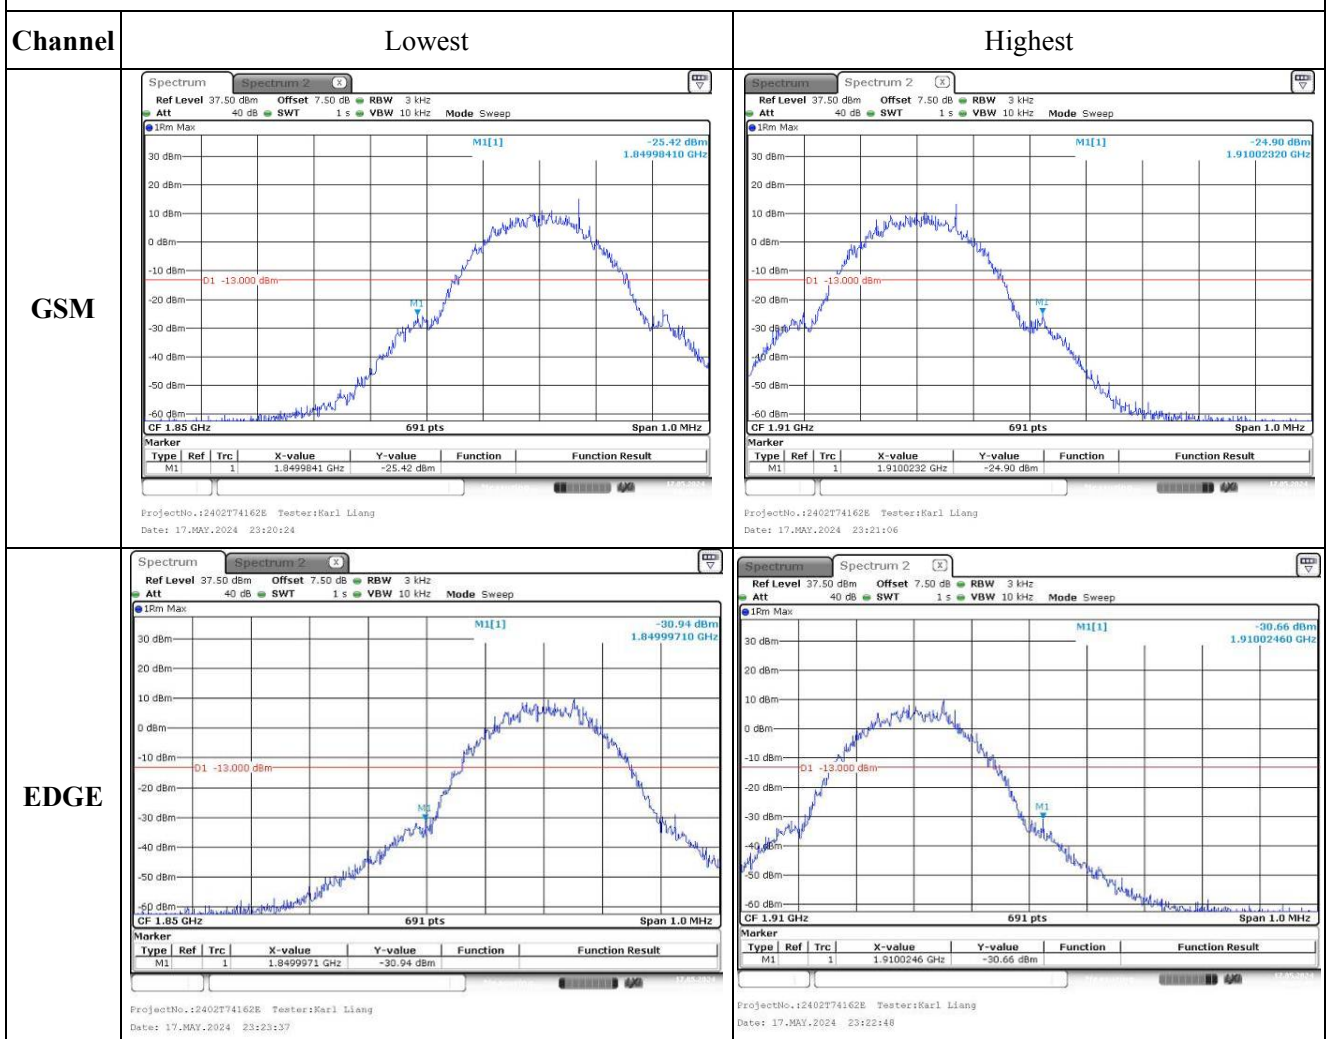 Channel Lowest Highest
GSM
Spectrum Spectrum 2 X
Ref Level 37.50 dBm Offset 7.50 dB RBW 3 kHz
Att 40 dB SWT 1 s VBW 10 kHz Mode Sweep
1Rm Max
M1[1] -25.42 dBm
1.84998410 GHz
30 dBm
20 dBm
10 dBm
0 dBm
-10 dBm
D1 -13.000 dBm
-20 dBm
M1
-30 dBm
-40 dBm
-50 dBm
-60 dBm
CF 1.85 GHz 691 pts Span 1.0 MHz
Marker
Type Ref Trc X-value Y-value Function Function Result
M1 1 1.8499841 GHz -25.42 dBm
ProjectNo.:2402T74162E Tester:Karl Liang
Date: 17.MAY.2024 23:20:24
Spectrum Spectrum 2 X
Ref Level 37.50 dBm Offset 7.50 dB RBW 3 kHz
Att 40 dB SWT 1 s VBW 10 kHz Mode Sweep
1Rm Max
M1[1] -24.90 dBm
1.91002320 GHz
30 dBm
20 dBm
10 dBm
0 dBm
-10 dBm
D1 -13.000 dBm
-20 dBm
M1
-30 dBm
-40 dBm
-50 dBm
-60 dBm
CF 1.91 GHz 691 pts Span 1.0 MHz
Marker
Type Ref Trc X-value Y-value Function Function Result
M1 1 1.9100232 GHz -24.90 dBm
ProjectNo.:2402T74162E Tester:Karl Liang
Date: 17.MAY.2024 23:21:06
EDGE
Spectrum Spectrum 2 X
Ref Level 37.50 dBm Offset 7.50 dB RBW 3 kHz
Att 40 dB SWT 1 s VBW 10 kHz Mode Sweep
1Rm Max
M1[1] -30.94 dBm
1.84999710 GHz
30 dBm
20 dBm
10 dBm
0 dBm
-10 dBm
D1 -13.000 dBm
-20 dBm
M1
-30 dBm
-40 dBm
-50 dBm
-60 dBm
CF 1.85 GHz 691 pts Span 1.0 MHz
Marker
Type Ref Trc X-value Y-value Function Function Result
M1 1 1.8499971 GHz -30.94 dBm
ProjectNo.:2402T74162E Tester:Karl Liang
Date: 17.MAY.2024 23:23:37
Spectrum Spectrum 2 X
Ref Level 37.50 dBm Offset 7.50 dB RBW 3 kHz
Att 40 dB SWT 1 s VBW 10 kHz Mode Sweep
1Rm Max
M1[1] -30.66 dBm
1.91002460 GHz
30 dBm
20 dBm
10 dBm
0 dBm
-10 dBm
D1 -13.000 dBm
-20 dBm
M1
-30 dBm
-40 dBm
-50 dBm
-60 dBm
CF 1.91 GHz 691 pts Span 1.0 MHz
Marker
Type Ref Trc X-value Y-value Function Function Result
M1 1 1.9100246 GHz -30.66 dBm
ProjectNo.:2402T74162E Tester:Karl Liang
Date: 17.MAY.2024 23:22:48